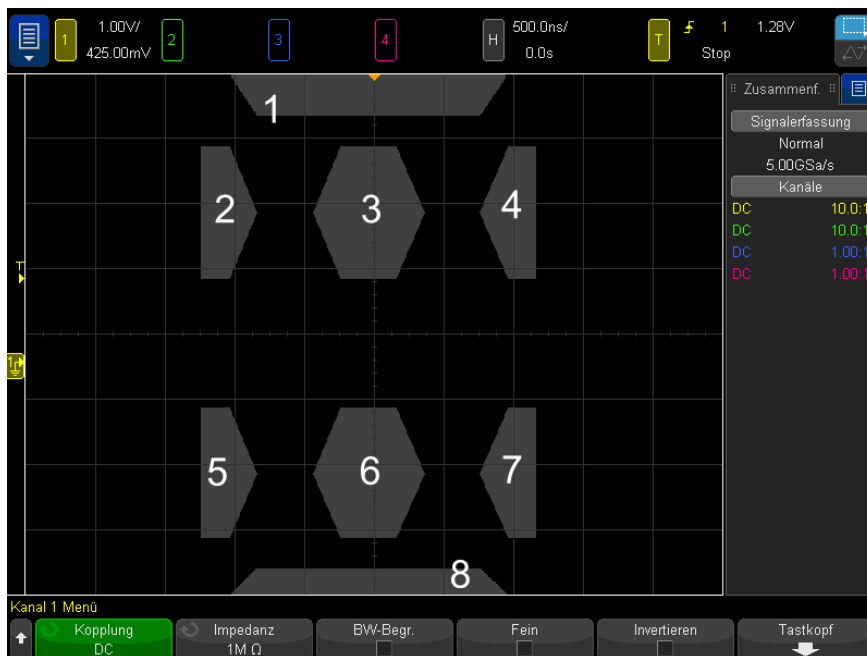 1 1.00V/ 425.00mV 2 3 4 H 500.0ns/ 0.0s T 1 1.28V Stop
Zusammenf.
Signalerfassung
Normal
5.00GSa/s
Kanäle
DC 10.0:1
DC 10.0:1
DC 1.00:1
DC 1.00:1
T
1
1
2 3 4
5 6 7
8
Kanal 1 Menü
Kopplung DC Impedanz 1M Ω BW-Begr. Fein Invertieren Tastkopf